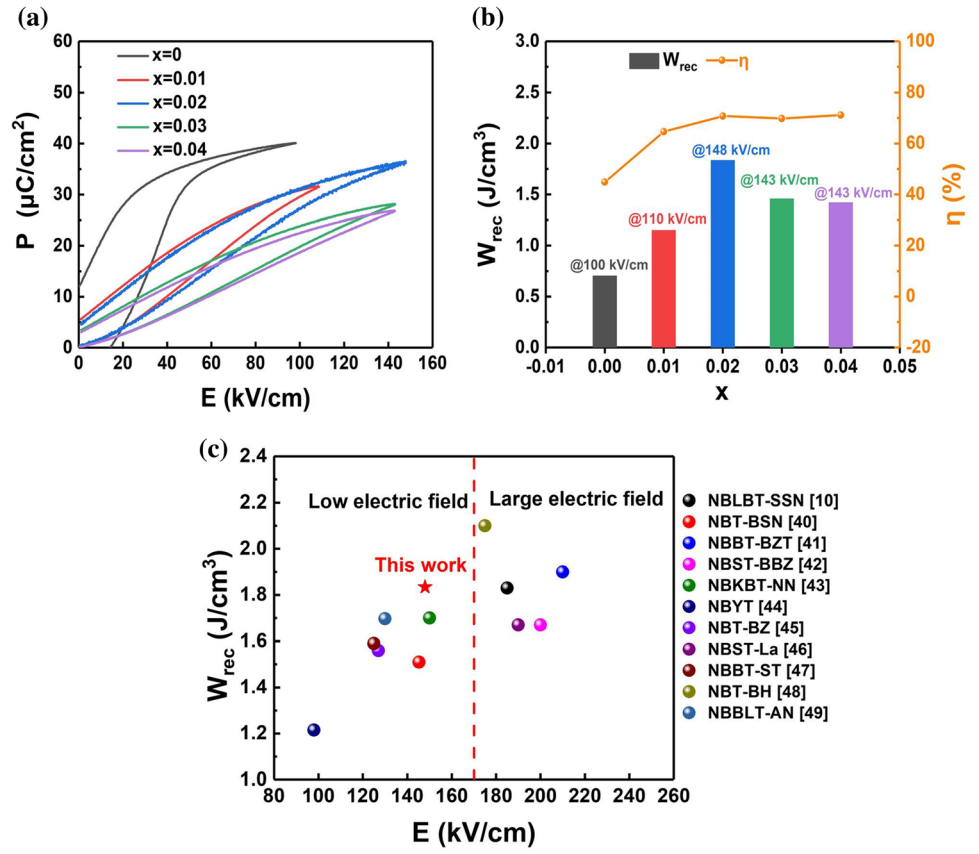 (a)
60
50
40
30
20
10
0
P (μC/cm²)
x=0
x=0.01
x=0.02
x=0.03
x=0.04
0 20 40 60 80 100 120 140 160
E (kV/cm)
(b)
3.0
2.5
2.0
1.5
1.0
0.5
0.0
W_rec (J/cm³)
W_rec η
@100 kV/cm
@110 kV/cm
@148 kV/cm
@143 kV/cm
@143 kV/cm
100
80
60
40
20
0
-20
η (%)
-0.01 0.00 0.01 0.02 0.03 0.04 0.05
x
(c)
2.4
2.2
2.0
1.8
1.6
1.4
1.2
1.0
W_rec (J/cm³)
Low electric field
Large electric field
This work
80 100 120 140 160 180 200 220 240 260
E (kV/cm)
NBLBT-SSN [10]
NBT-BSN [40]
NBBT-BZT [41]
NBST-BBZ [42]
NBKBT-NN [43]
NBYT [44]
NBT-BZ [45]
NBST-La [46]
NBBT-ST [47]
NBT-BH [48]
NBBLT-AN [49]